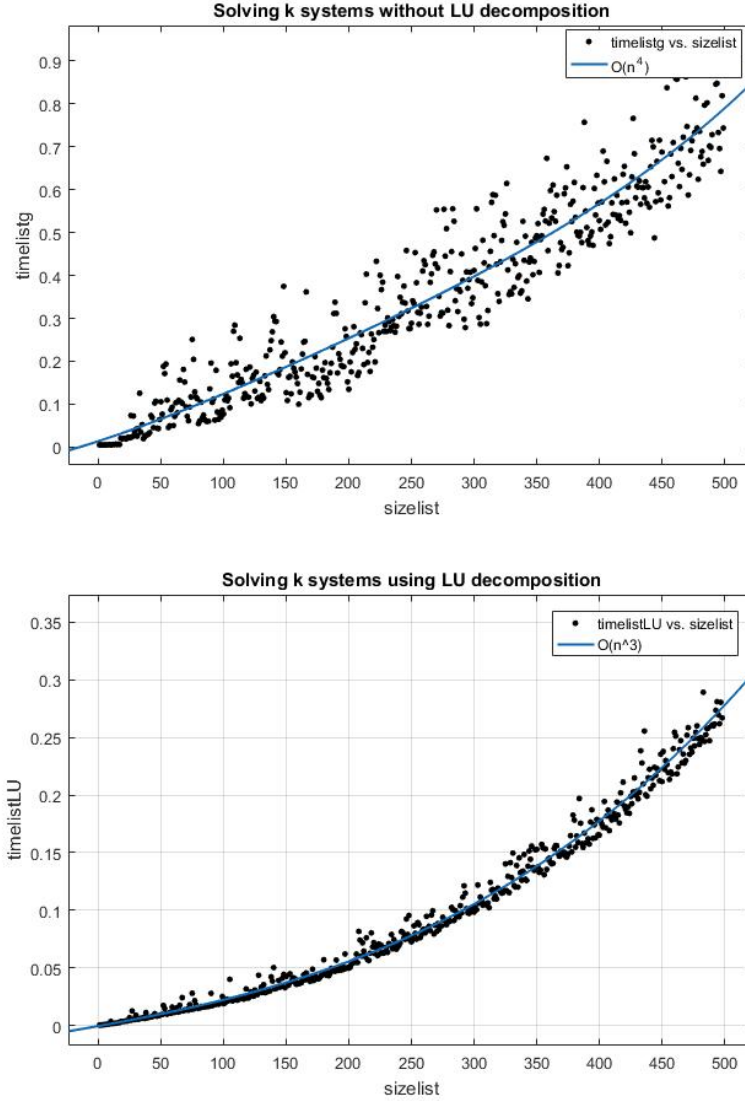 Solving k systems without LU decomposition
timelistg vs. sizelist
O(n⁴)
0.9
0.8
0.7
0.6
0.5
0.4
0.3
0.2
0.1
0
timelistg
0 50 100 150 200 250 300 350 400 450 500
sizelist
Solving k systems using LU decomposition
timelistLU vs. sizelist
O(n^3)
0.35
0.3
0.25
0.2
0.15
0.1
0.05
0
timelistLU
0 50 100 150 200 250 300 350 400 450 500
sizelist